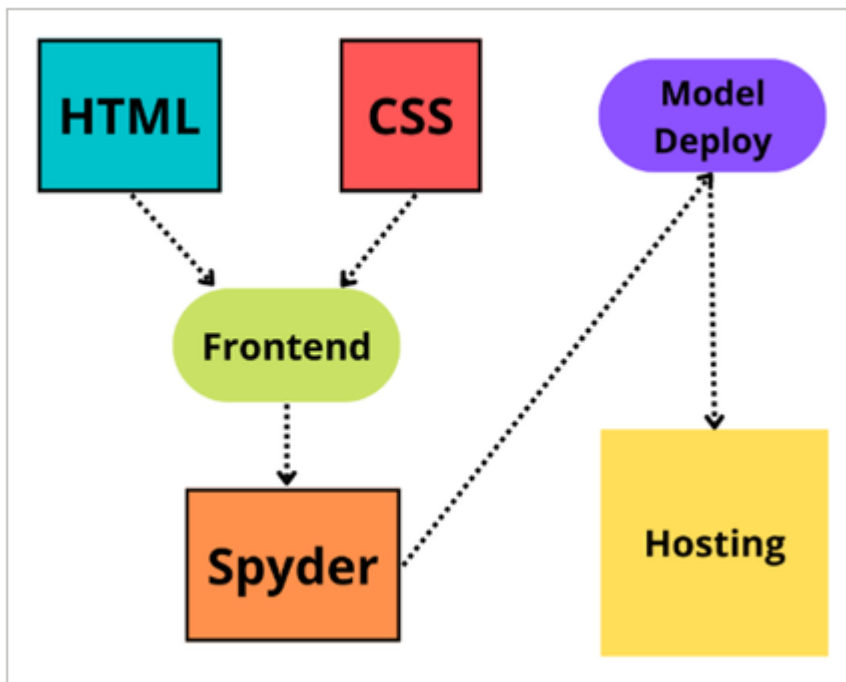 HTML
CSS
Model
Deploy
Frontend
Spyder
Hosting